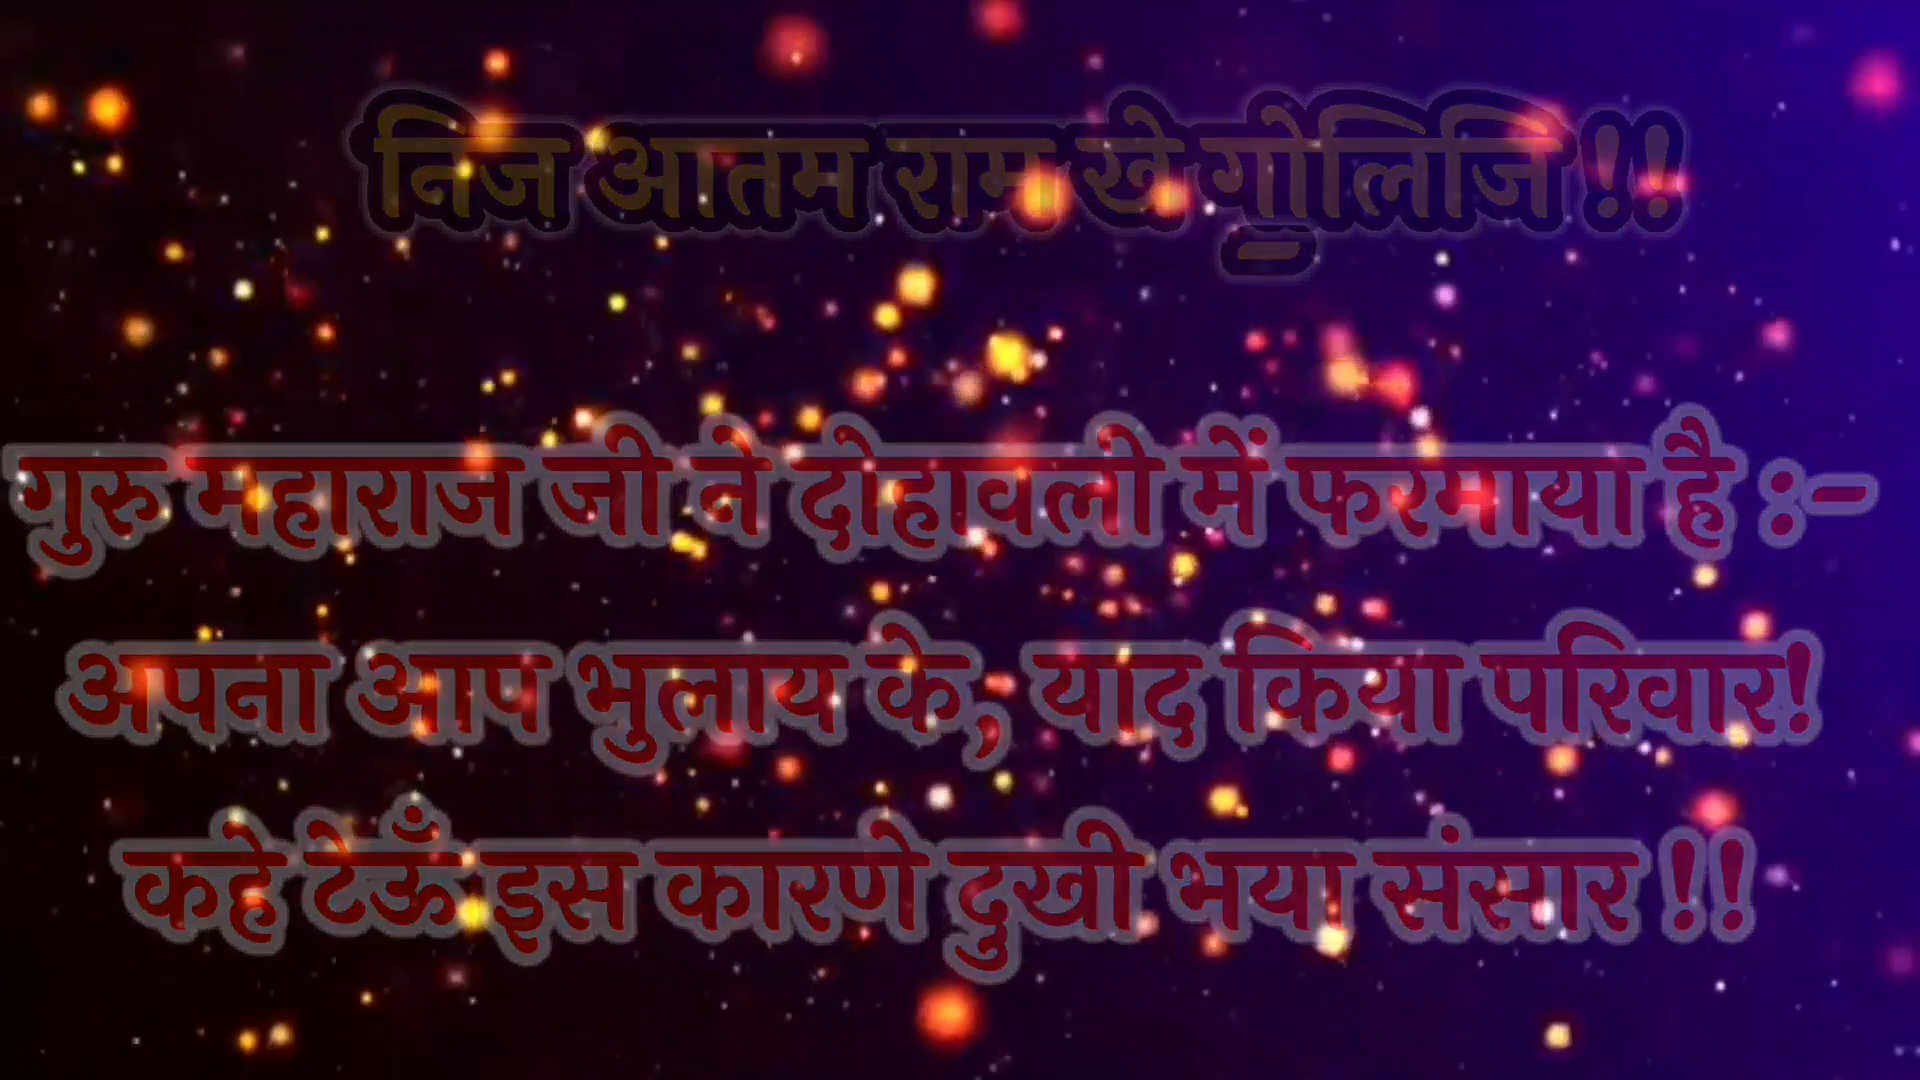 निज आतम राम खे ॻोलिजि !!
गुरु महाराज जी ने दोहावली में फरमाया है :-
अपना आप भुलाय के, याद किया परिवार!
कहे टेऊँ इस कारणे दुखी भया संसार !!